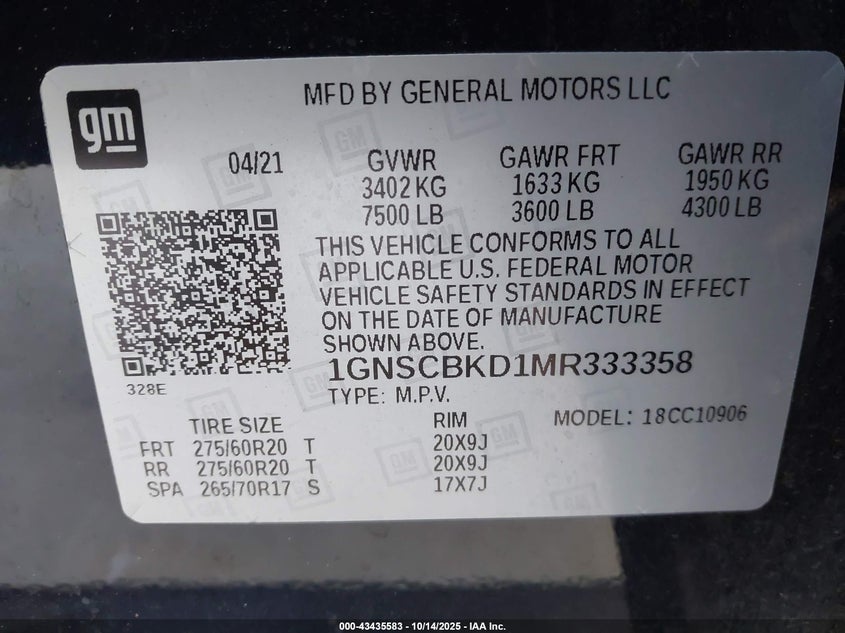 gm
MFD BY GENERAL MOTORS LLC
04/21 GVWR GAWR FRT GAWR RR
3402 KG 1633 KG 1950 KG
7500 LB 3600 LB 4300 LB
THIS VEHICLE CONFORMS TO ALL
APPLICABLE U.S. FEDERAL MOTOR
VEHICLE SAFETY STANDARDS IN EFFECT
ON THE DATE OF MANUFACTURE
SHOWN ABOVE.
1GNSCBKD1MR333358
328E
TYPE: M.P.V.
TIRE SIZE RIM MODEL: 18CC10906
FRT 275/60R20 T 20X9J
RR 275/60R20 T 20X9J
SPA 265/70R17 S 17X7J
000-43435583 - 10/14/2025 - IAA Inc.